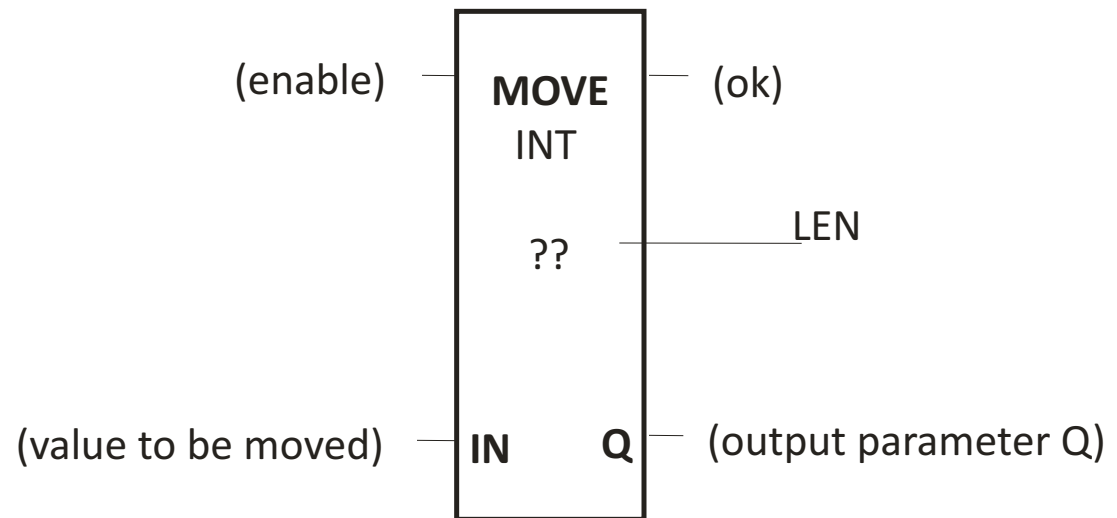 (enable)
MOVE
(ok)
INT
LEN
??
(value to be moved)
IN
Q
(output parameter Q)